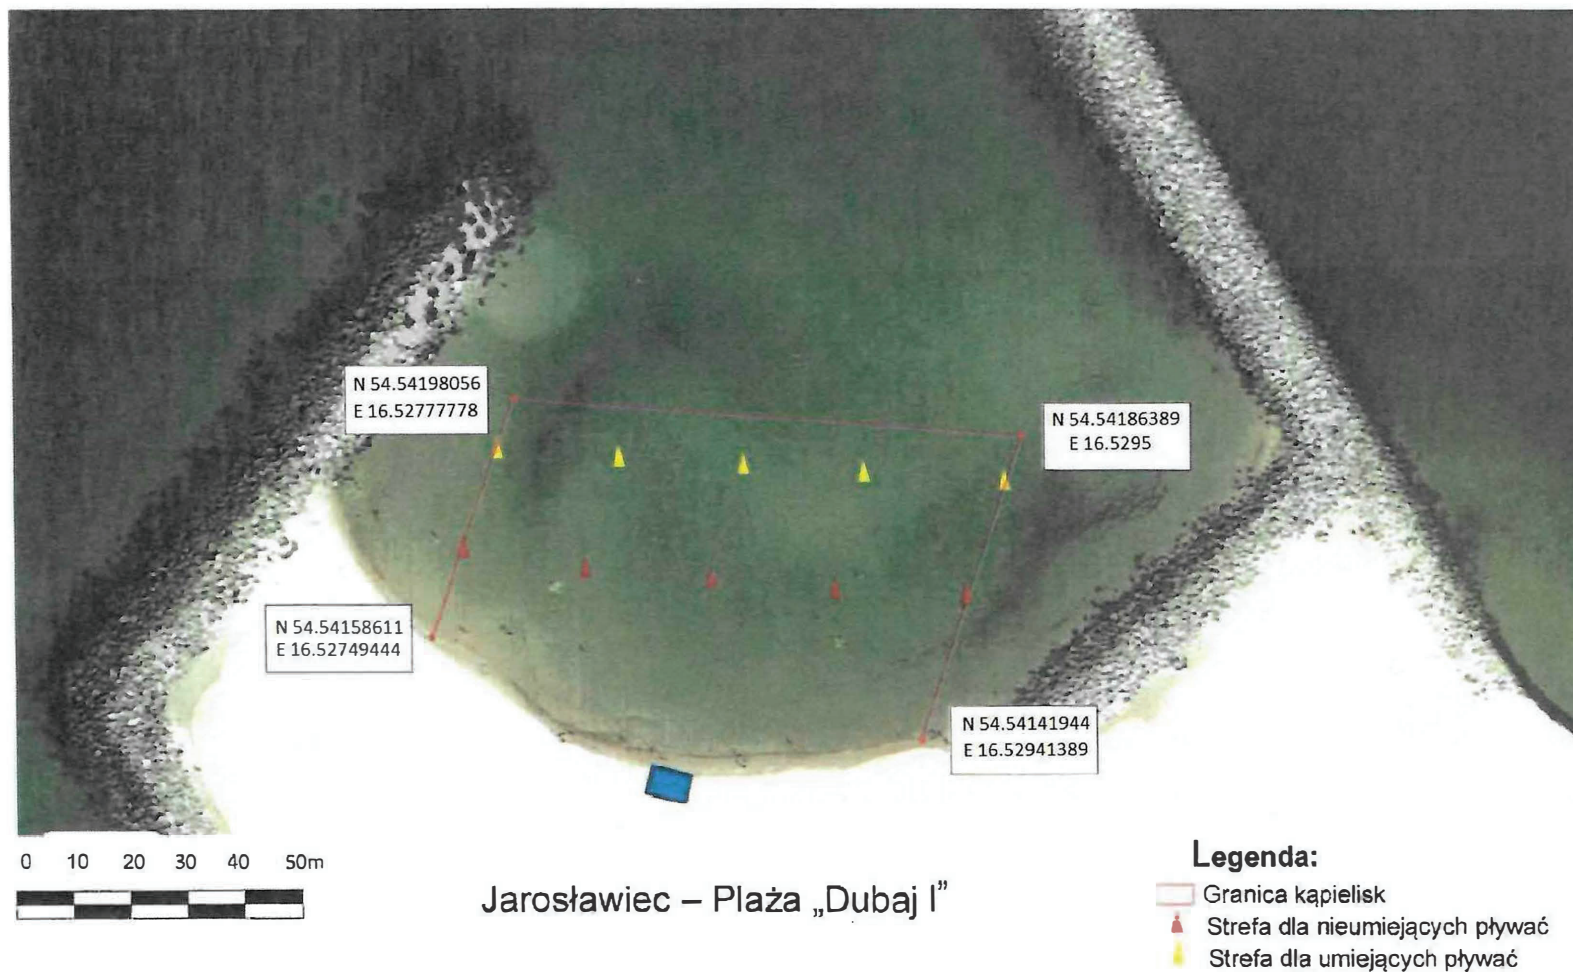 N 54.54198056
E 16.52777778
N 54.54186389
E 16.5295
N 54.54158611
E 16.52749444
N 54.54141944
E 16.52941389
0 10 20 30 40 50m
Jarosławiec – Plaża „Dubaj I”
Legenda:
Granica kąpielisk
Strefa dla nieumiejących pływać
Strefa dla umiejących pływać